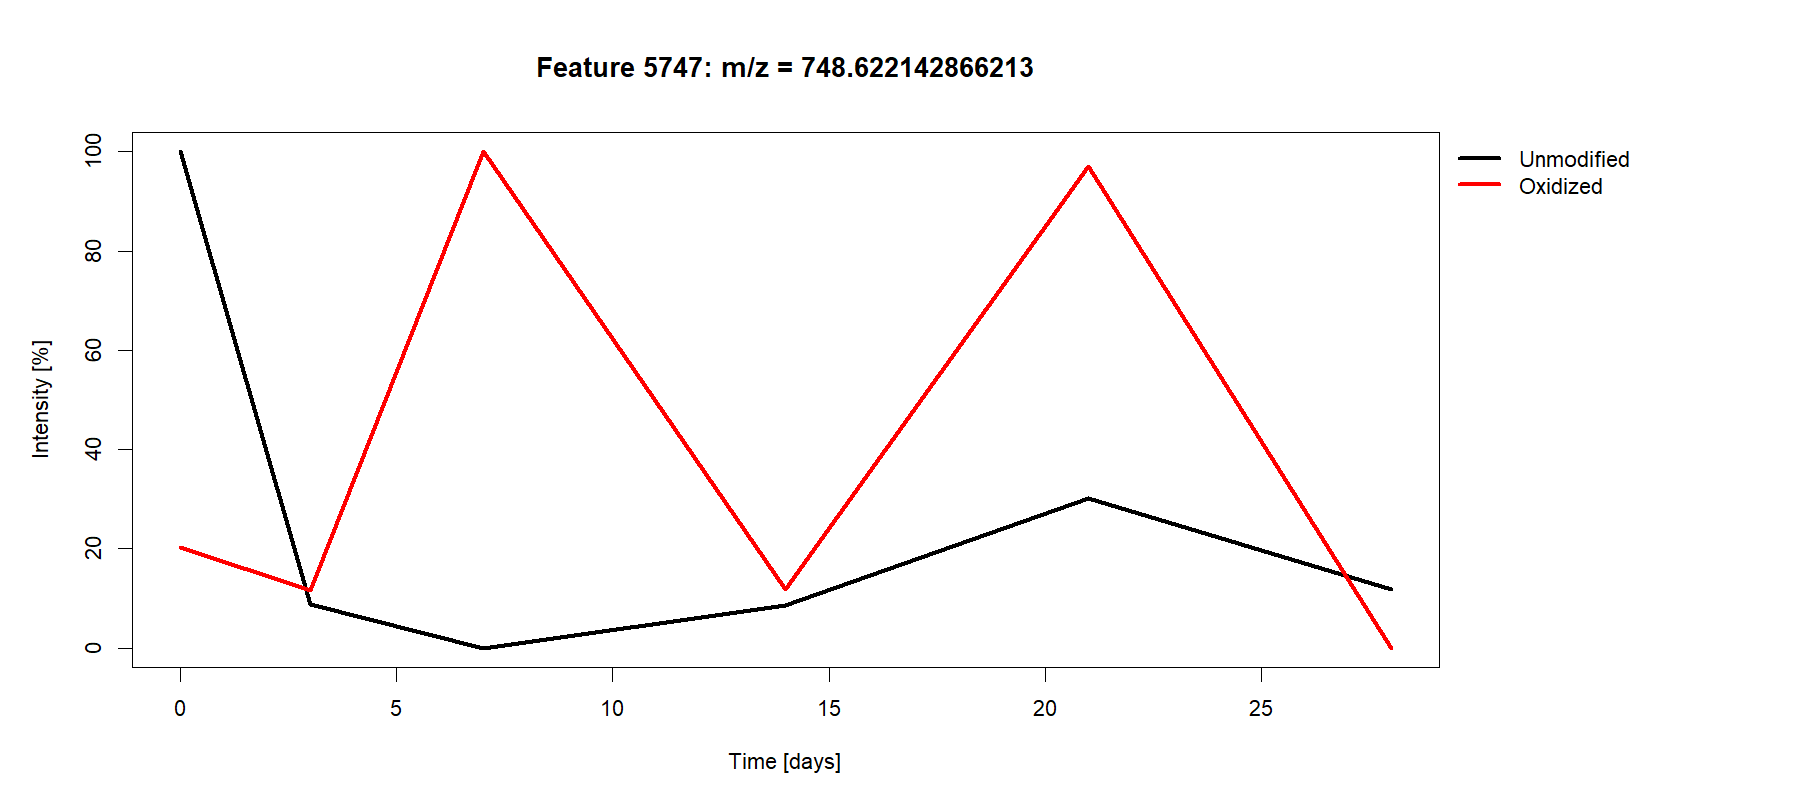 Feature 5747: m/z = 748.622142866213
Unmodified
Oxidized
Intensity [%]
100
80
60
40
20
0
0 5 10 15 20 25
Time [days]